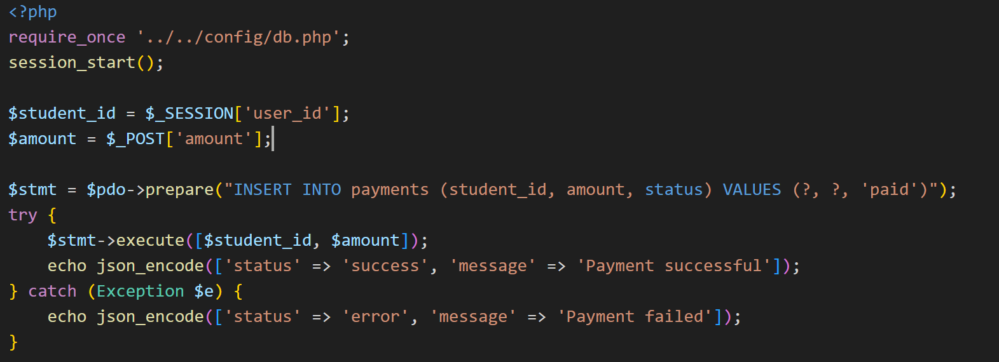 <?php
require_once '../../config/db.php';
session_start();

$student_id = $_SESSION['user_id'];
$amount = $_POST['amount'];

$stmt = $pdo->prepare("INSERT INTO payments (student_id, amount, status) VALUES (?, ?, 'paid')");
try {
    $stmt->execute([$student_id, $amount]);
    echo json_encode(['status' => 'success', 'message' => 'Payment successful']);
} catch (Exception $e) {
    echo json_encode(['status' => 'error', 'message' => 'Payment failed']);
}